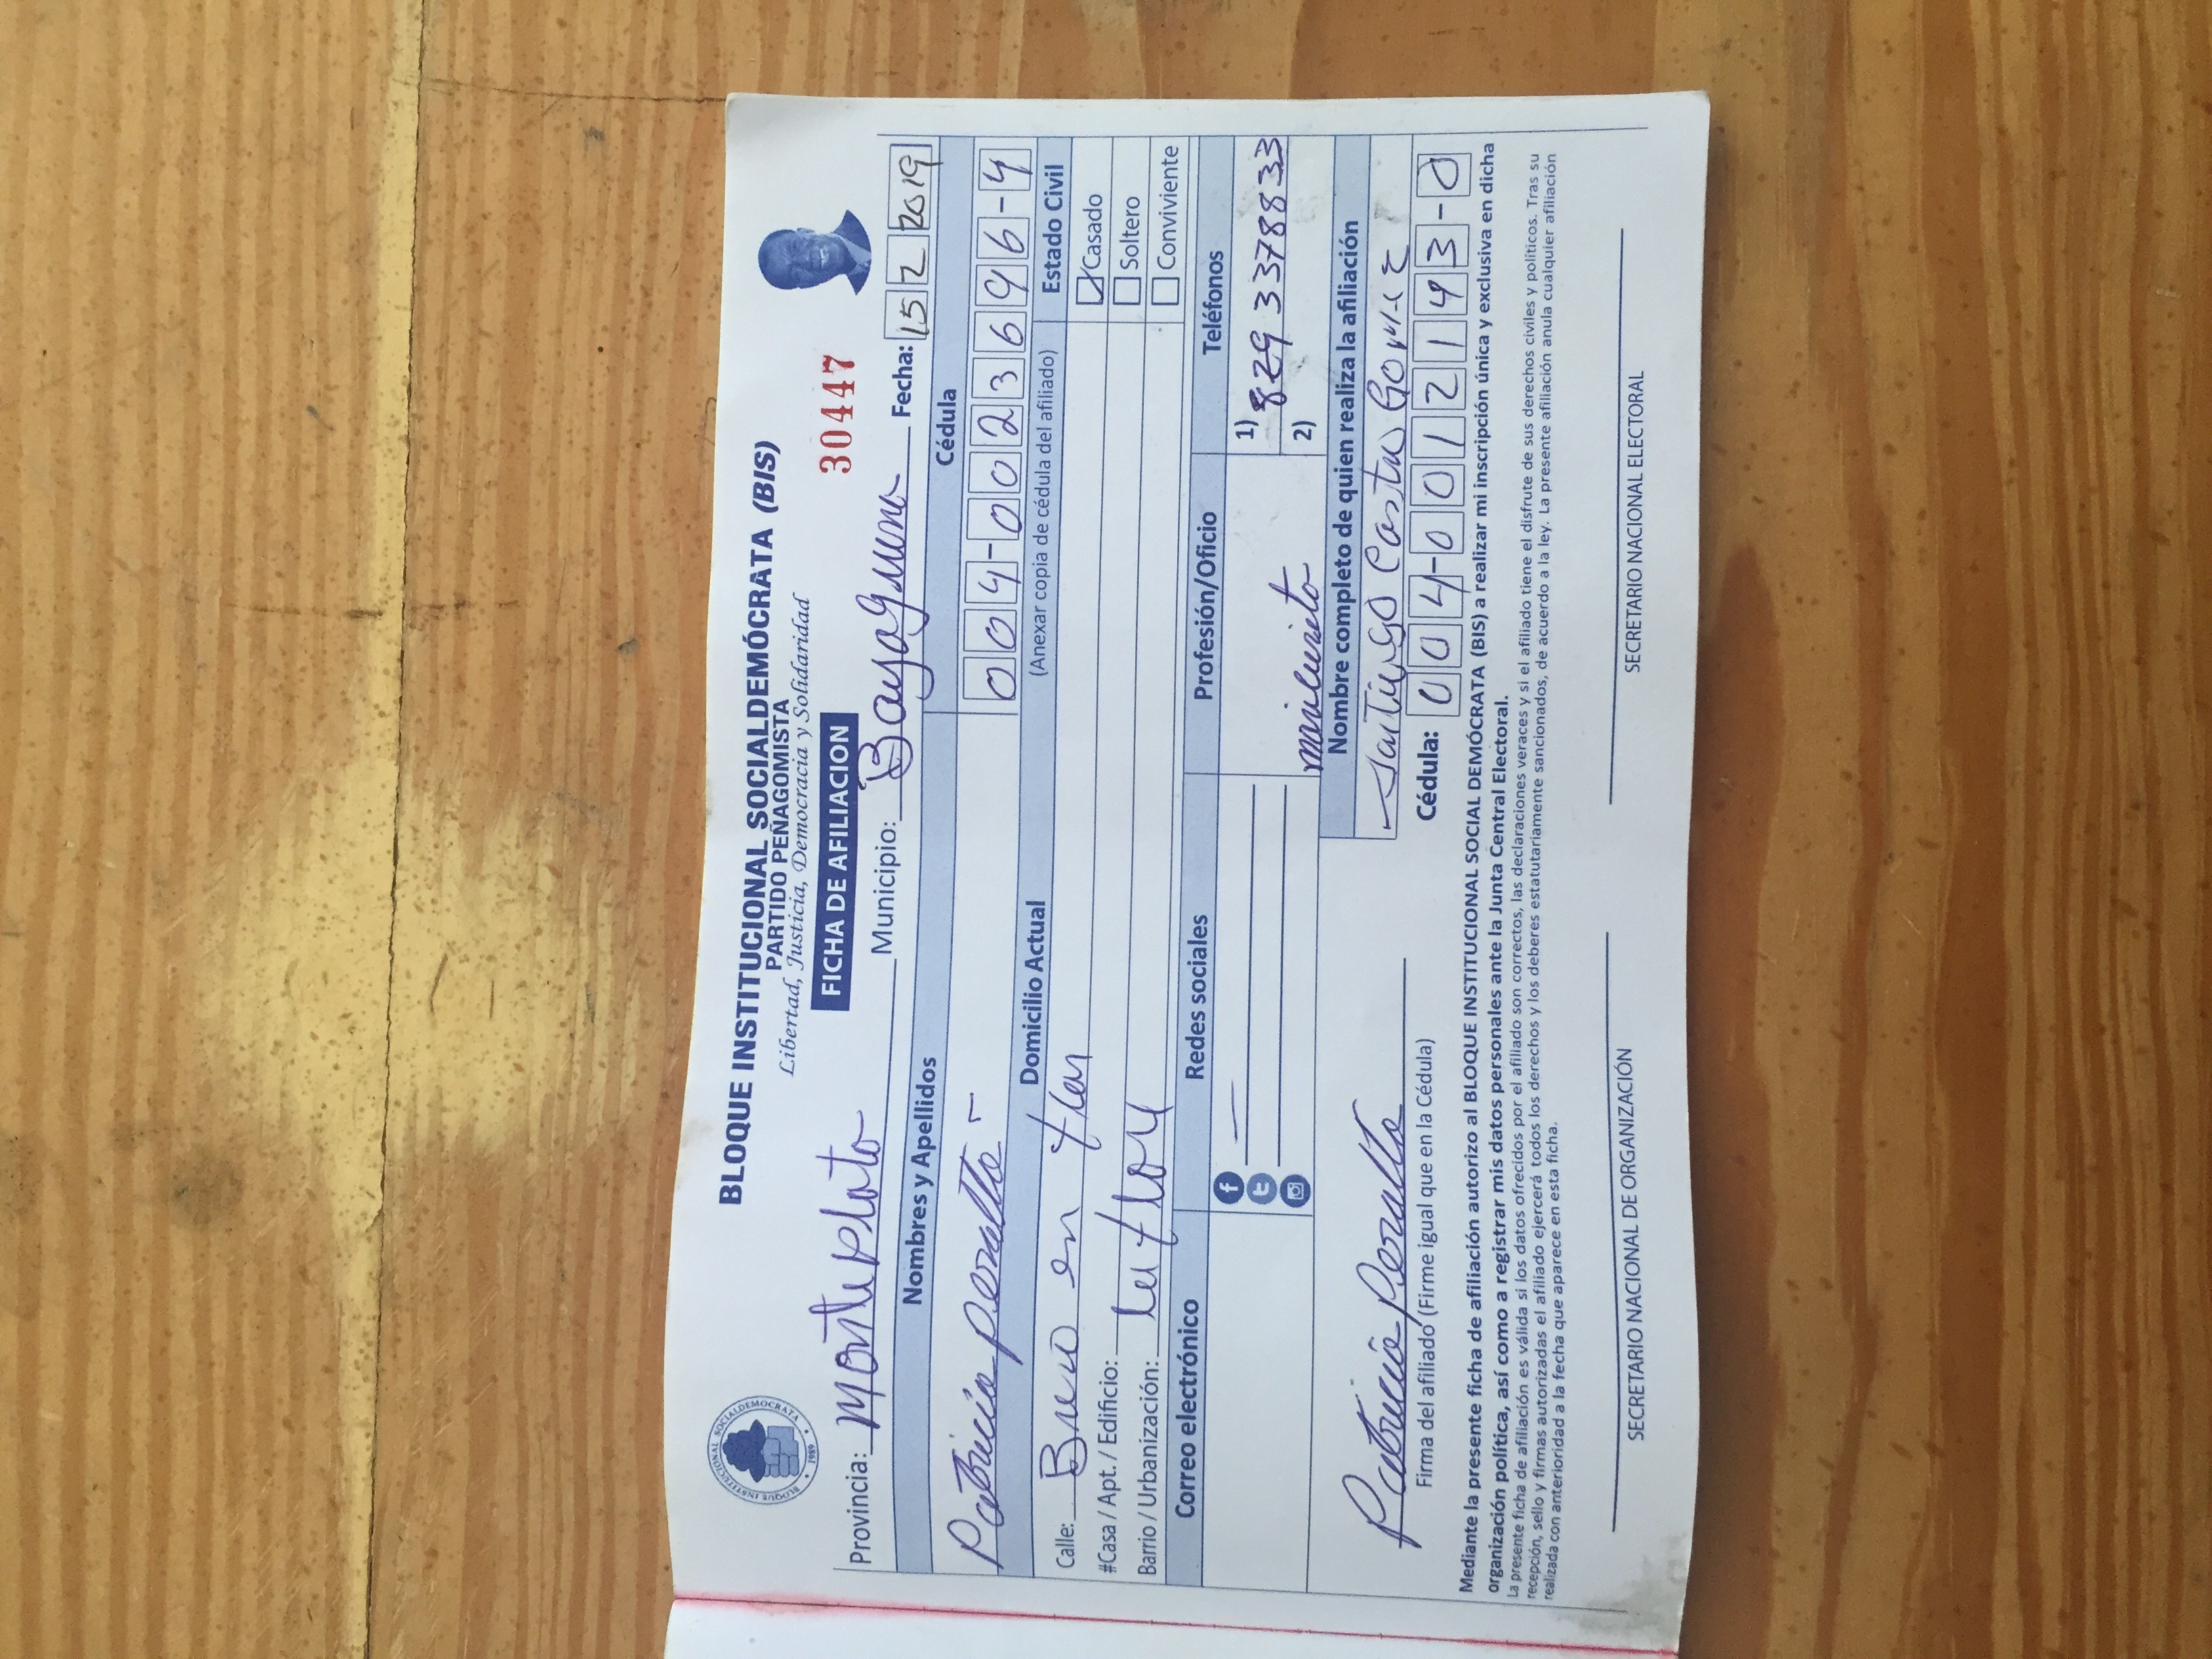 BLOQUE INSTITUCIONAL SOCIALDEMOCRATA
1989
BLOQUE INSTITUCIONAL SOCIALDEMÓCRATA (BIS)
PARTIDO PEÑAGOMISTA
Libertad, Justicia, Democracia y Solidaridad
FICHA DE AFILIACION
30447
Provincia: Monte plata Municipio: Bayaguana Fecha: 15 2 2019
Nombres y Apellidos Cédula
Patricia peralta 004-0023696-4
Domicilio Actual (Anexar copia de cédula del afiliado) Estado Civil
Calle:
Casado
#Casa / Apt. / Edificio:
Soltero
Barrio / Urbanización:
Conviviente
Correo electrónico Redes sociales Profesión/Oficio Teléfonos
1) 829 3378833
2)
Nombre completo de quien realiza la afiliación
Patricia peralta
Firma del afiliado (Firme igual que en la Cédula)
Cédula: 004-0012143-0
Mediante la presente ficha de afiliación autorizo al BLOQUE INSTITUCIONAL SOCIAL DEMÓCRATA (BIS) a realizar mi inscripción única y exclusiva en dicha
organización política, así como a registrar mis datos personales ante la Junta Central Electoral.
La presente ficha de afiliación es válida si los datos ofrecidos por el afiliado son correctos, las declaraciones veraces y si el afiliado tiene el disfrute de sus derechos civiles y políticos. Tras su
recepción, sello y firmas autorizadas el afiliado ejercerá todos los derechos y los deberes estatutariamente sancionados, de acuerdo a la ley. La presente afiliación anula cualquier afiliación
realizada con anterioridad a la fecha que aparece en esta ficha.
SECRETARIO NACIONAL DE ORGANIZACIÓN SECRETARIO NACIONAL ELECTORAL